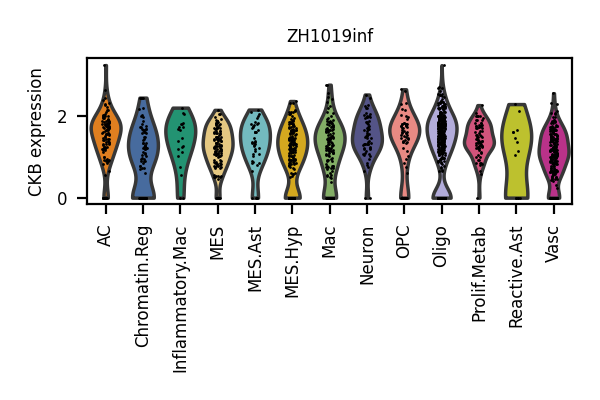 ZH1019inf
CKB expression
2
0
AC
Chromatin.Reg
Inflammatory.Mac
MES
MES.Ast
MES.Hyp
Mac
Neuron
OPC
Oligo
Prolif.Metab
Reactive.Ast
Vasc